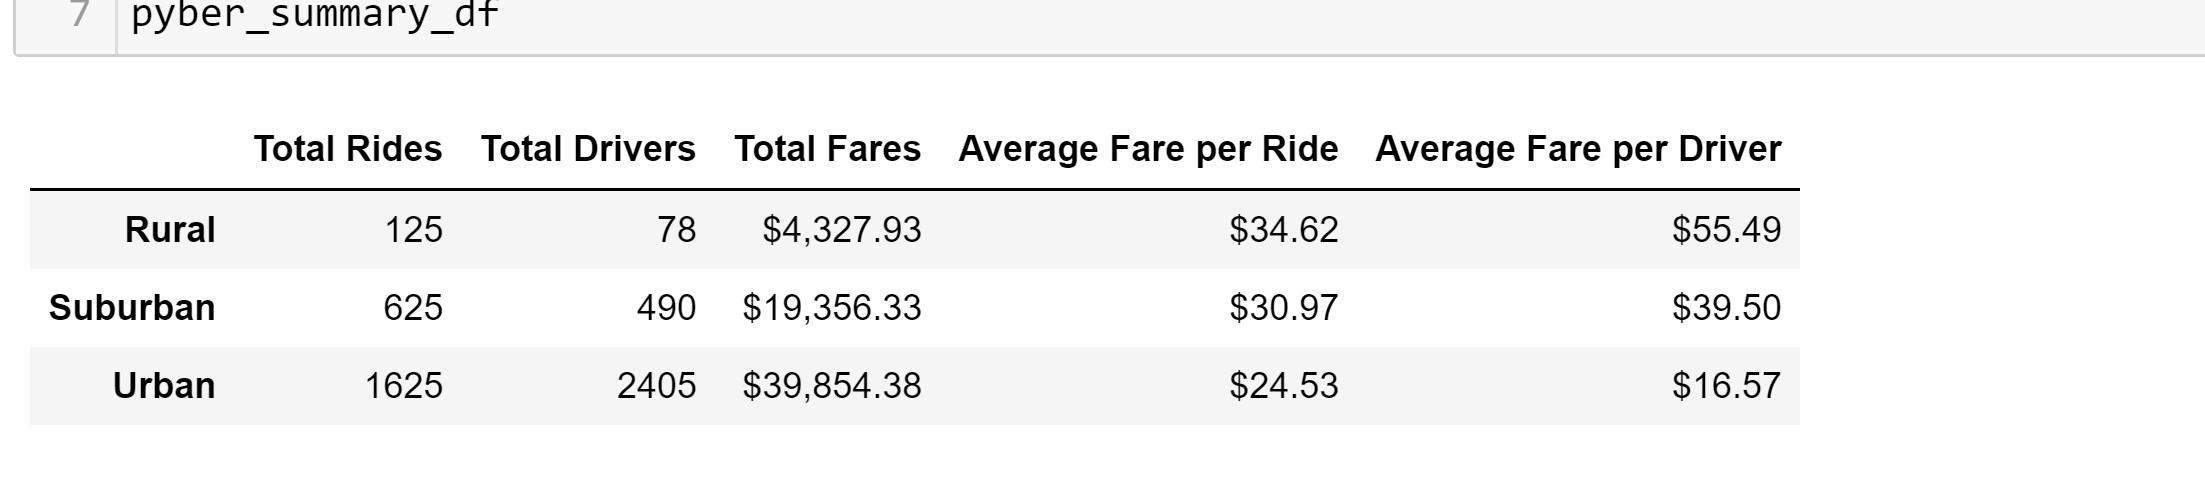 7 pyber_summary_df
Total Rides Total Drivers Total Fares Average Fare per Ride Average Fare per Driver
Rural 125 78 $4,327.93 $34.62 $55.49
Suburban 625 490 $19,356.33 $30.97 $39.50
Urban 1625 2405 $39,854.38 $24.53 $16.57